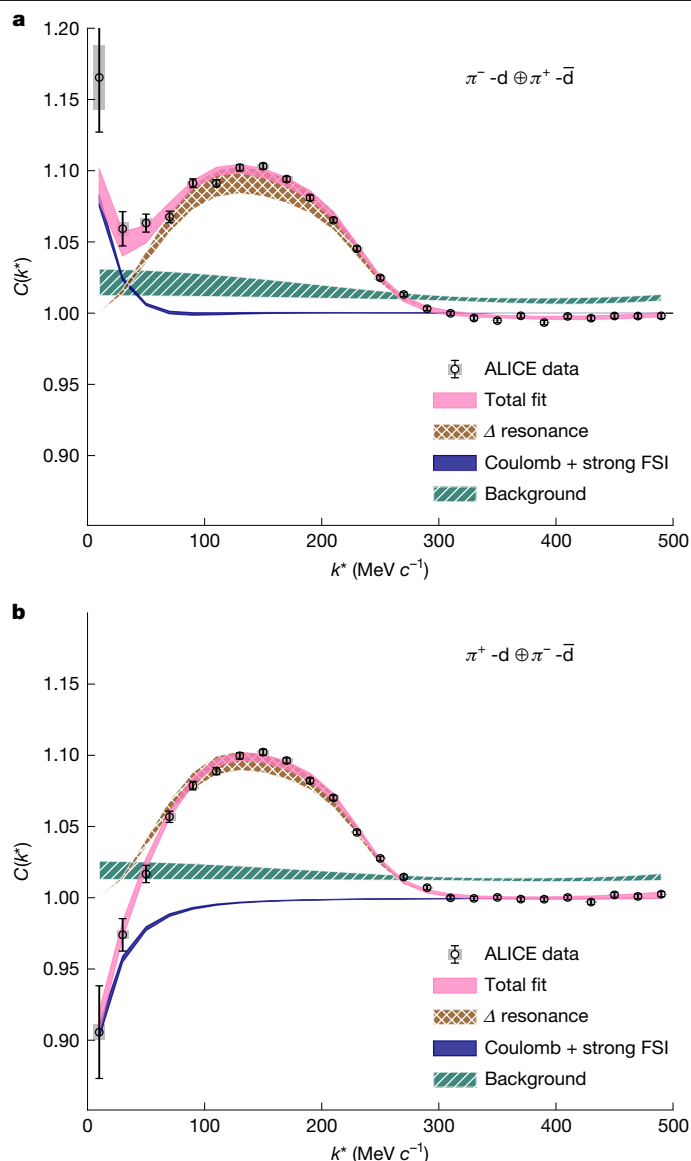 a
1.20
1.15
1.10
1.05
1.00
0.95
0.90
C(k*)
π⁻ -d ⊕ π⁺ -d̅
ALICE data
Total fit
Δ resonance
Coulomb + strong FSI
Background
0 100 200 300 400 500
k* (MeV c⁻¹)
b
1.15
1.10
1.05
1.00
0.95
0.90
C(k*)
π⁺ -d ⊕ π⁻ -d̅
ALICE data
Total fit
Δ resonance
Coulomb + strong FSI
Background
0 100 200 300 400 500
k* (MeV c⁻¹)